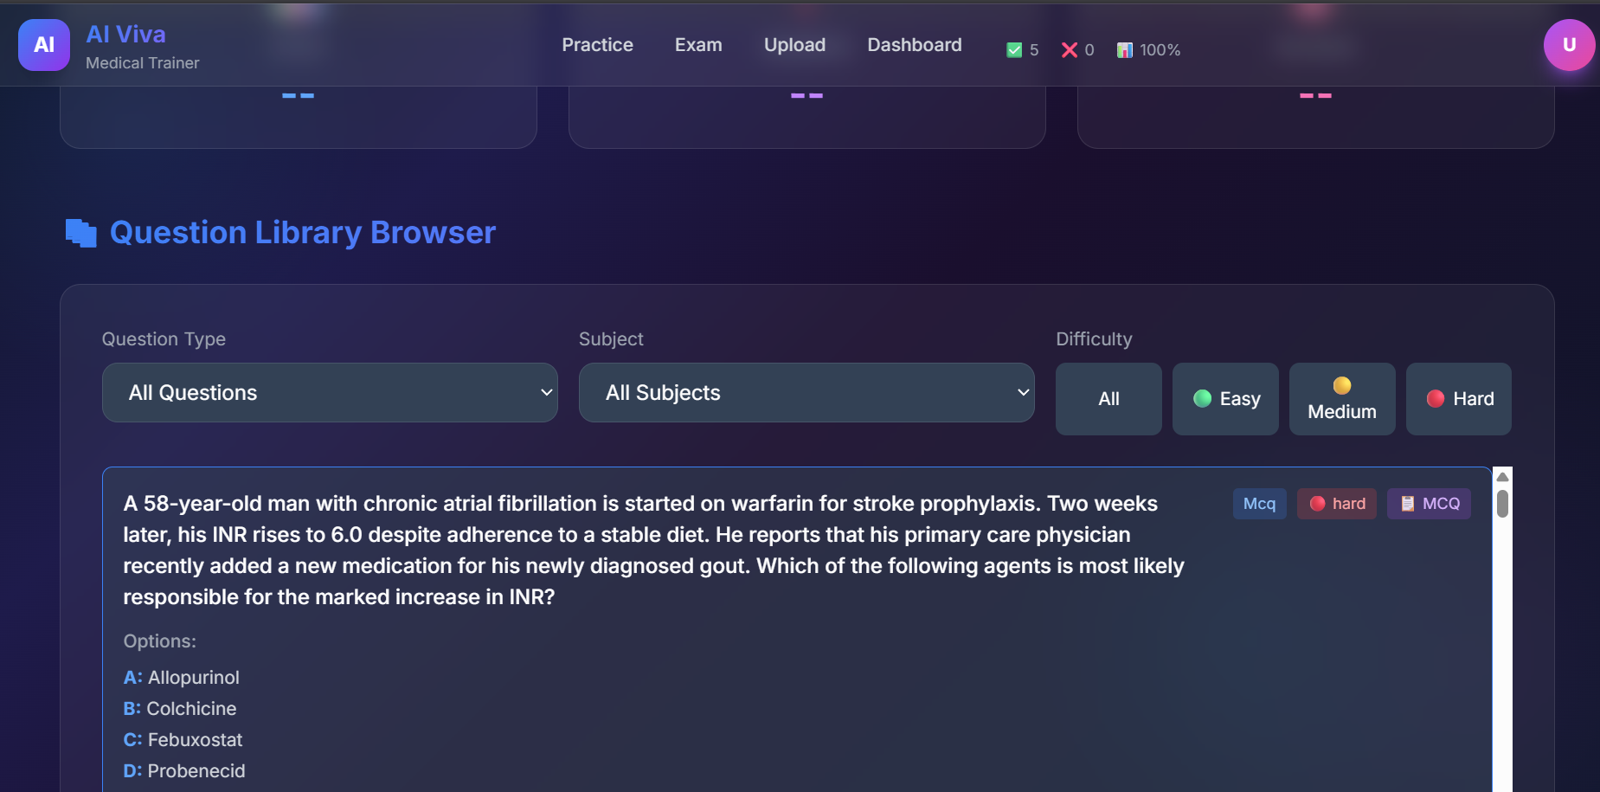 AI
AI Viva
Medical Trainer
Practice
Exam
Upload
Dashboard
✅ 5
❌ 0
📊 100%
U
--
--
--
Question Library Browser
Question Type
Subject
Difficulty
All Questions
All Subjects
All
Easy
Medium
Hard
A 58-year-old man with chronic atrial fibrillation is started on warfarin for stroke prophylaxis. Two weeks
later, his INR rises to 6.0 despite adherence to a stable diet. He reports that his primary care physician
recently added a new medication for his newly diagnosed gout. Which of the following agents is most likely
responsible for the marked increase in INR?
Mcq
hard
MCQ
Options:
A: Allopurinol
B: Colchicine
C: Febuxostat
D: Probenecid